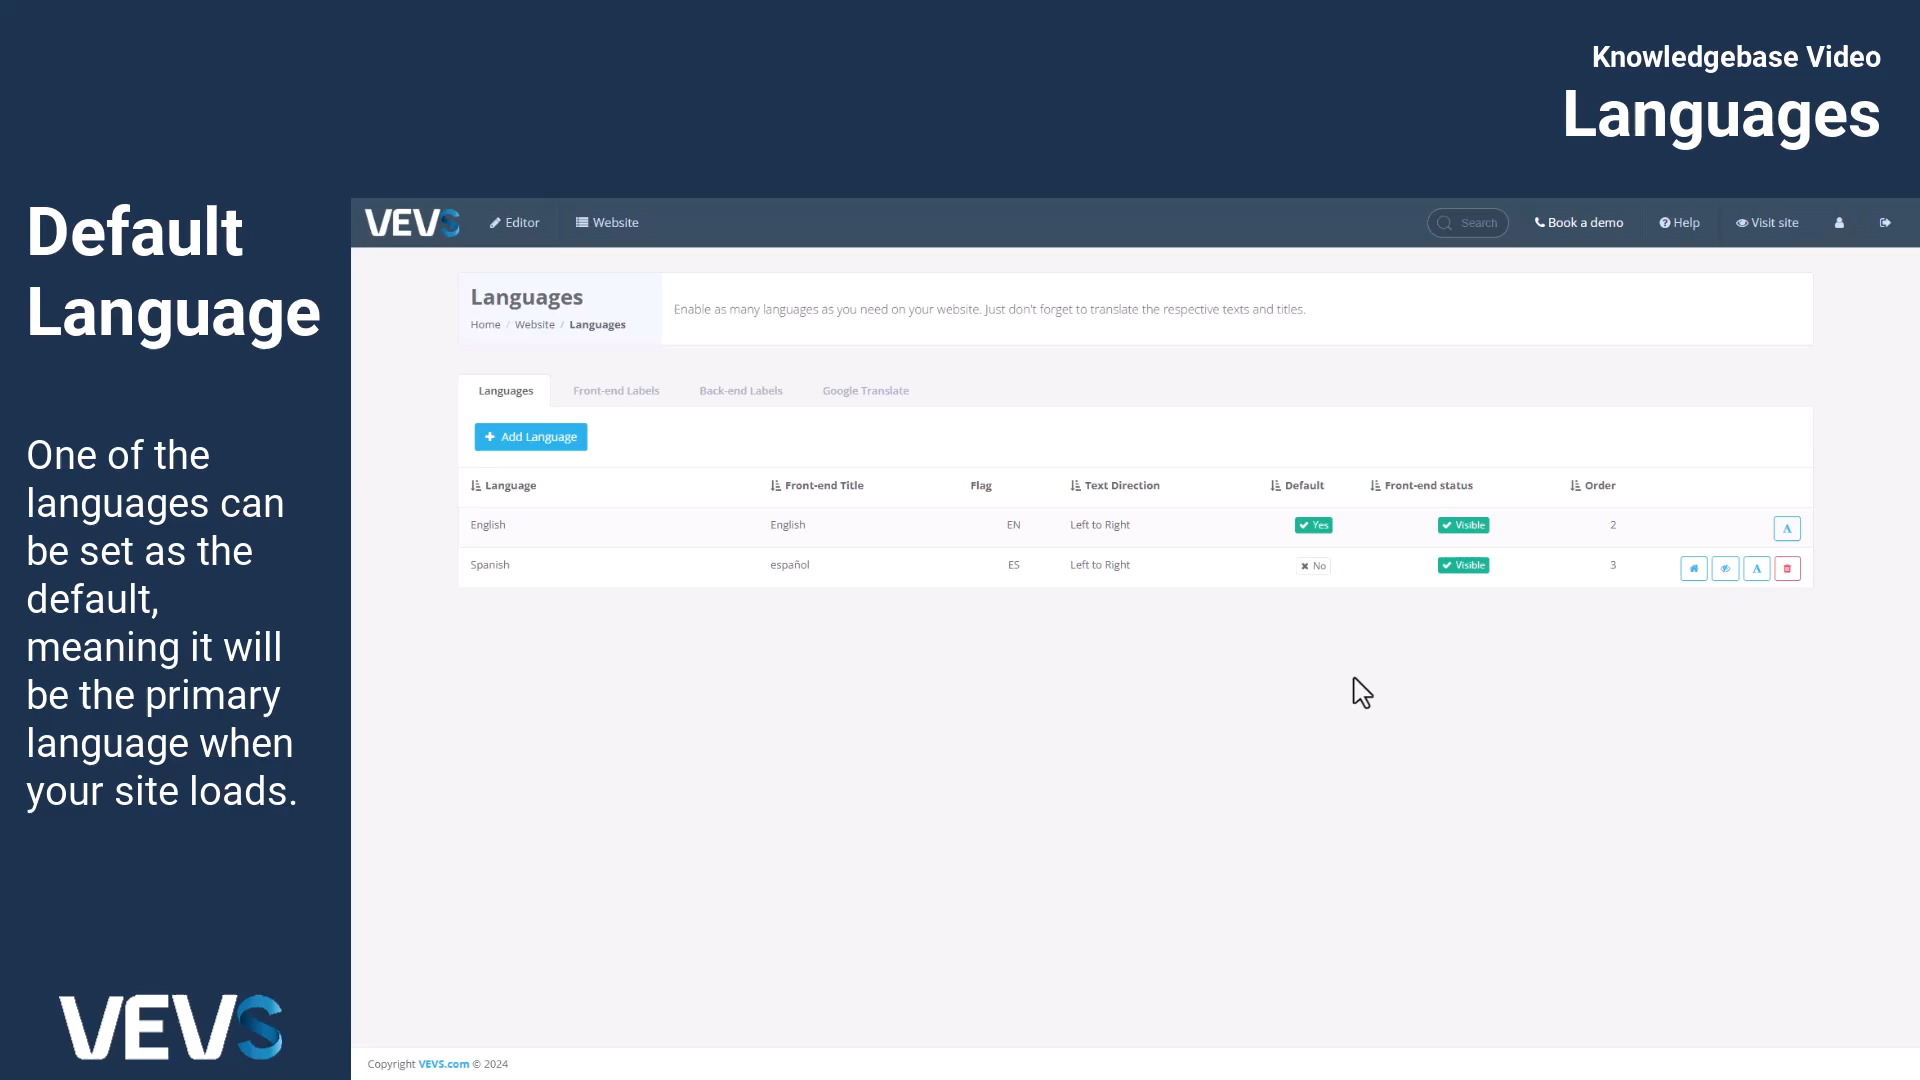 Knowledgebase Video
Languages
Default
Language
One of the
languages can
be set as the
default,
meaning it will
be the primary
language when
your site loads.
VEVS
VEVS Editor Website Search Book a demo Help Visit site
Languages
Home / Website / Languages
Enable as many languages as you need on your website. Just don't forget to translate the respective texts and titles.
Languages Front-end Labels Back-end Labels Google Translate
+ Add Language
Language Front-end Title Flag Text Direction Default Front-end status Order
English English EN Left to Right Yes Visible 2 A
Spanish español ES Left to Right No Visible 3 A
Copyright VEVS.com © 2024